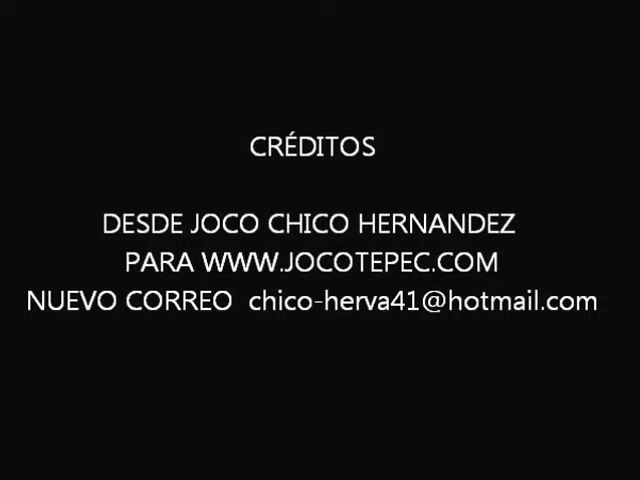 CRÉDITOS
DESDE JOCO CHICO HERNANDEZ
PARA WWW.JOCOTEPEC.COM
NUEVO CORREO  chico-herva41@hotmail.com